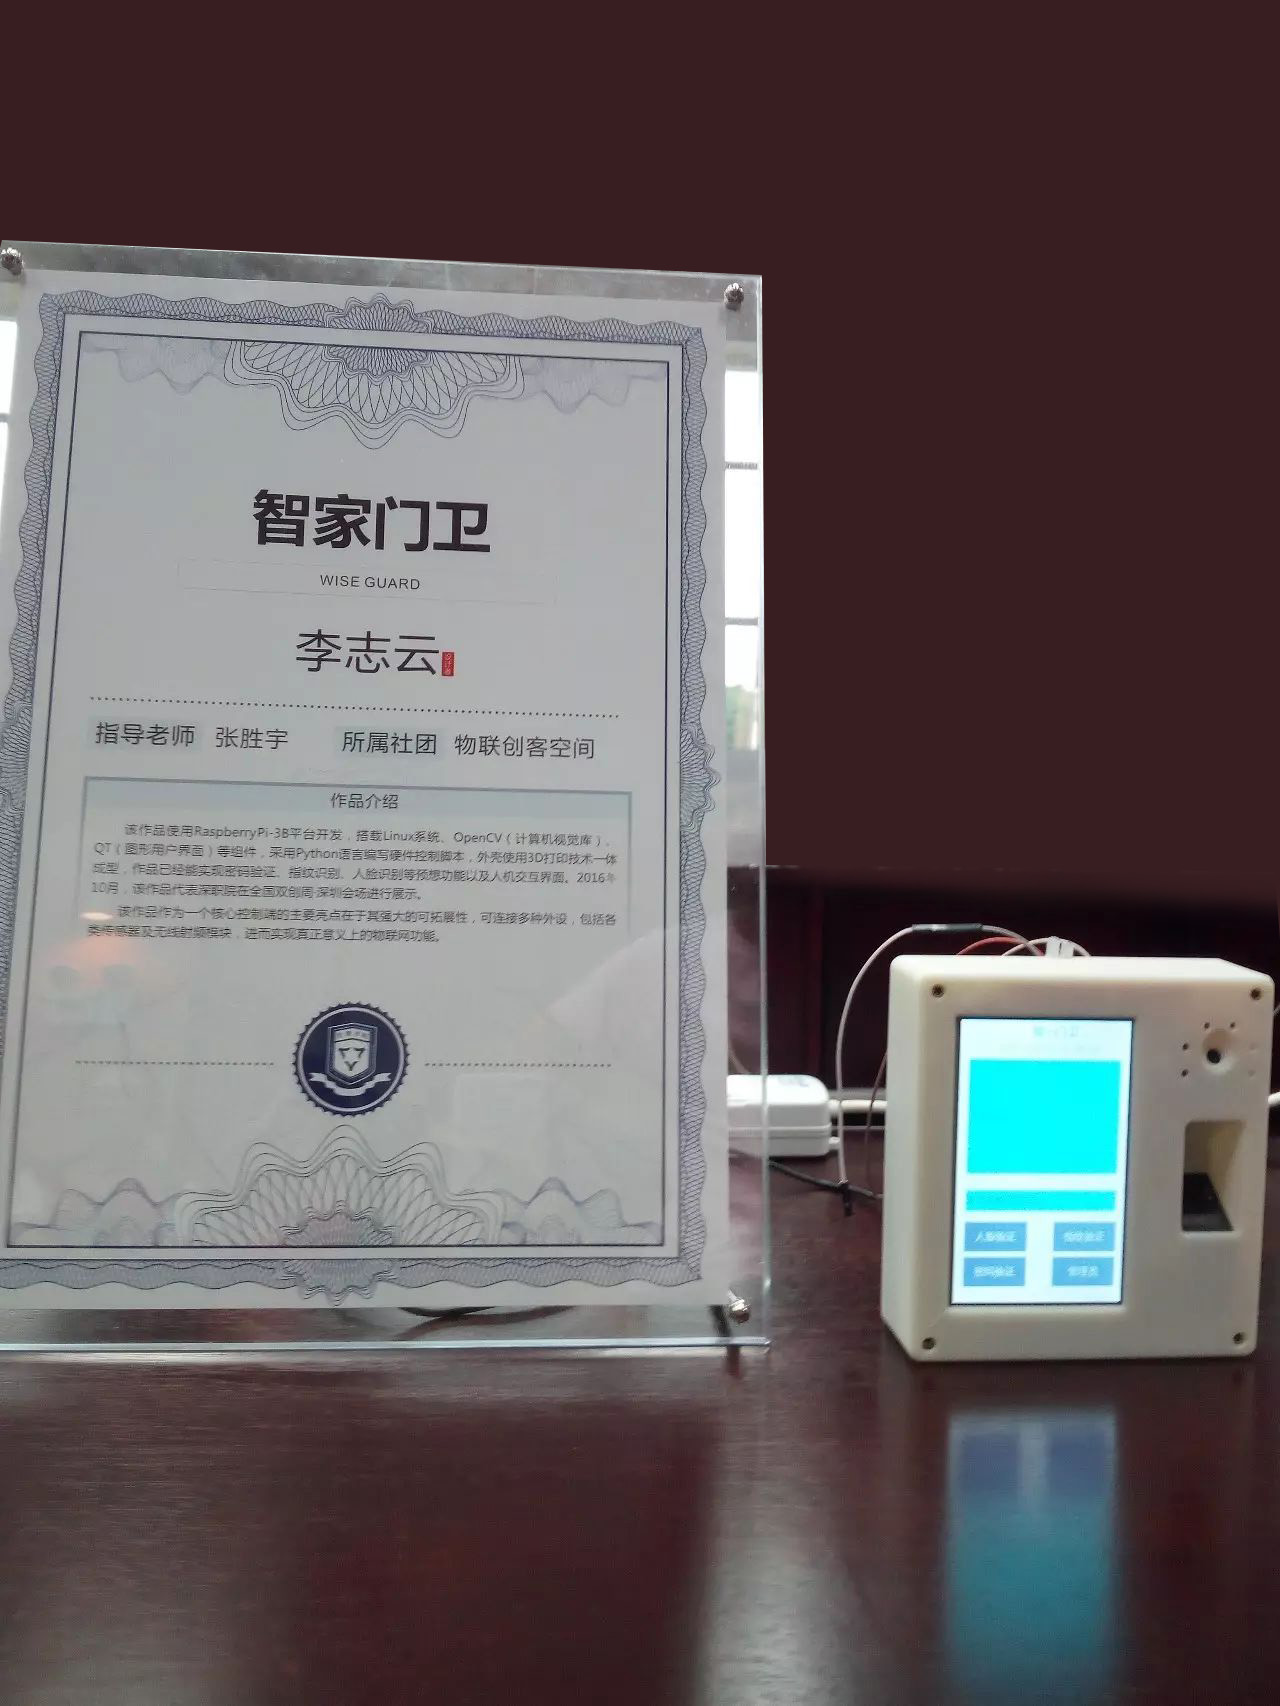 智家门卫
WISE GUARD
李志云 设计者
指导老师 张胜宇 所属社团 物联创客空间
作品介绍
该作品使用RaspberryPi-3B平台开发，搭载Linux系统、OpenCV（计算机视觉库）、
QT（图形用户界面）等组件，采用Python语言编写硬件控制脚本，外壳使用3D打印技术一体
成型，作品已经能实现密码验证、指纹识别、人脸识别等预想功能以及人机交互界面。2016年
10月，该作品代表深职院在全国双创周·深圳会场进行展示。
该作品作为一个核心控制端的主要亮点在于其强大的可拓展性，可连接多种外设，包括各
类传感器及无线射频模块，进而实现真正意义上的物联网功能。
人脸验证 指纹验证
密码验证 管理员